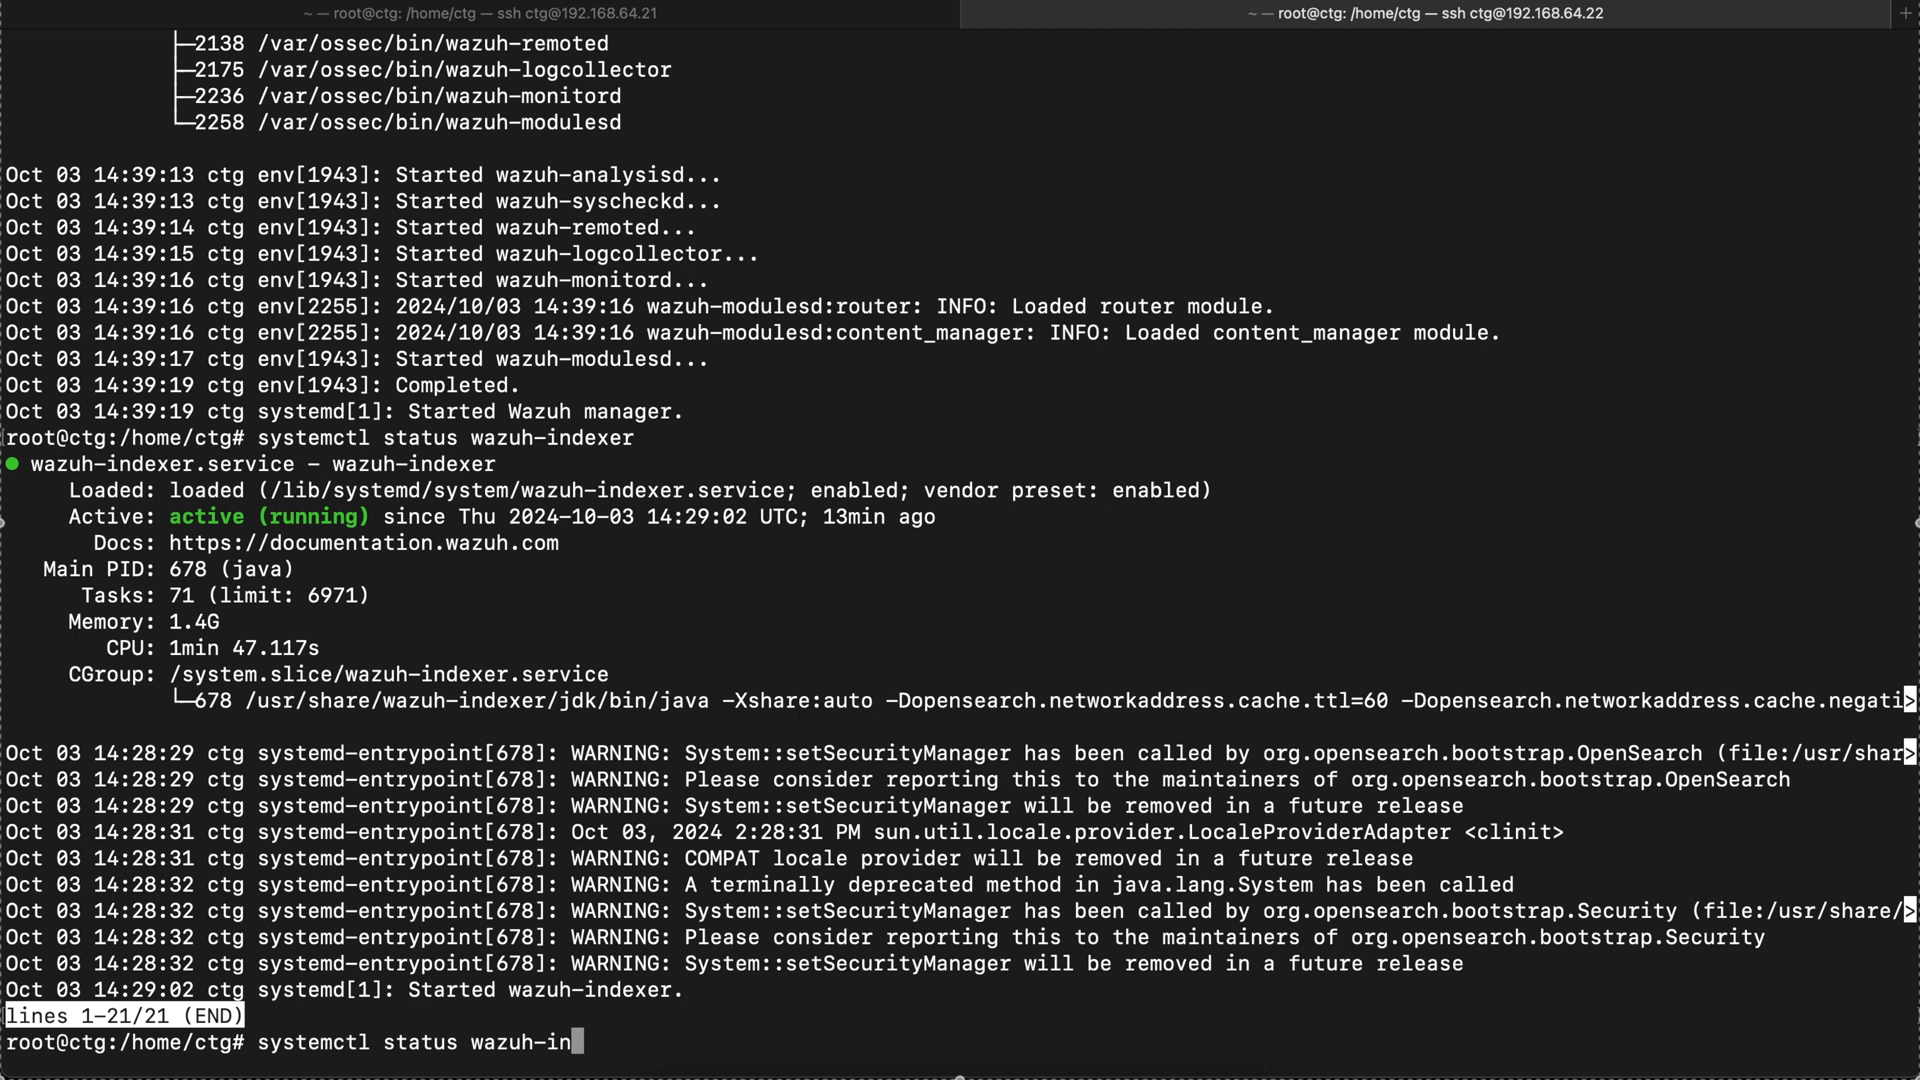 ~ — root@ctg: /home/ctg — ssh ctg@192.168.64.21
~ — root@ctg: /home/ctg — ssh ctg@192.168.64.22
+
├─2138 /var/ossec/bin/wazuh-remoted
├─2175 /var/ossec/bin/wazuh-logcollector
├─2236 /var/ossec/bin/wazuh-monitord
└─2258 /var/ossec/bin/wazuh-modulesd
Oct 03 14:39:13 ctg env[1943]: Started wazuh-analysisd...
Oct 03 14:39:13 ctg env[1943]: Started wazuh-syscheckd...
Oct 03 14:39:14 ctg env[1943]: Started wazuh-remoted...
Oct 03 14:39:15 ctg env[1943]: Started wazuh-logcollector...
Oct 03 14:39:16 ctg env[1943]: Started wazuh-monitord...
Oct 03 14:39:16 ctg env[2255]: 2024/10/03 14:39:16 wazuh-modulesd:router: INFO: Loaded router module.
Oct 03 14:39:16 ctg env[2255]: 2024/10/03 14:39:16 wazuh-modulesd:content_manager: INFO: Loaded content_manager module.
Oct 03 14:39:17 ctg env[1943]: Started wazuh-modulesd...
Oct 03 14:39:19 ctg env[1943]: Completed.
Oct 03 14:39:19 ctg systemd[1]: Started Wazuh manager.
root@ctg:/home/ctg# systemctl status wazuh-indexer
● wazuh-indexer.service - wazuh-indexer
Loaded: loaded (/lib/systemd/system/wazuh-indexer.service; enabled; vendor preset: enabled)
Active: active (running) since Thu 2024-10-03 14:29:02 UTC; 13min ago
Docs: https://documentation.wazuh.com
Main PID: 678 (java)
Tasks: 71 (limit: 6971)
Memory: 1.4G
CPU: 1min 47.117s
CGroup: /system.slice/wazuh-indexer.service
└─678 /usr/share/wazuh-indexer/jdk/bin/java -Xshare:auto -Dopensearch.networkaddress.cache.ttl=60 -Dopensearch.networkaddress.cache.negati>
Oct 03 14:28:29 ctg systemd-entrypoint[678]: WARNING: System::setSecurityManager has been called by org.opensearch.bootstrap.OpenSearch (file:/usr/shar>
Oct 03 14:28:29 ctg systemd-entrypoint[678]: WARNING: Please consider reporting this to the maintainers of org.opensearch.bootstrap.OpenSearch
Oct 03 14:28:29 ctg systemd-entrypoint[678]: WARNING: System::setSecurityManager will be removed in a future release
Oct 03 14:28:31 ctg systemd-entrypoint[678]: Oct 03, 2024 2:28:31 PM sun.util.locale.provider.LocaleProviderAdapter <clinit>
Oct 03 14:28:31 ctg systemd-entrypoint[678]: WARNING: COMPAT locale provider will be removed in a future release
Oct 03 14:28:32 ctg systemd-entrypoint[678]: WARNING: A terminally deprecated method in java.lang.System has been called
Oct 03 14:28:32 ctg systemd-entrypoint[678]: WARNING: System::setSecurityManager has been called by org.opensearch.bootstrap.Security (file:/usr/share/>
Oct 03 14:28:32 ctg systemd-entrypoint[678]: WARNING: Please consider reporting this to the maintainers of org.opensearch.bootstrap.Security
Oct 03 14:28:32 ctg systemd-entrypoint[678]: WARNING: System::setSecurityManager will be removed in a future release
Oct 03 14:29:02 ctg systemd[1]: Started wazuh-indexer.
lines 1-21/21 (END)
root@ctg:/home/ctg# systemctl status wazuh-in